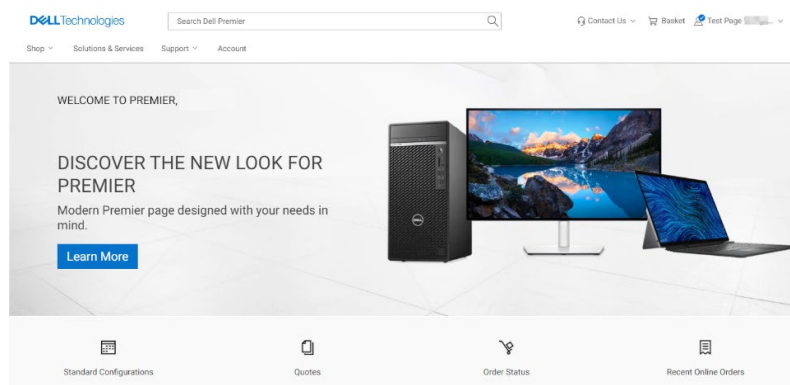 DELLTechnologies
Search Dell Premier
Contact Us
Basket
Test Page
Shop
Solutions & Services
Support
Account
WELCOME TO PREMIER,
DISCOVER THE NEW LOOK FOR
PREMIER
Modern Premier page designed with your needs in
mind.
Learn More
DELL
Standard Configurations
Quotes
Order Status
Recent Online Orders